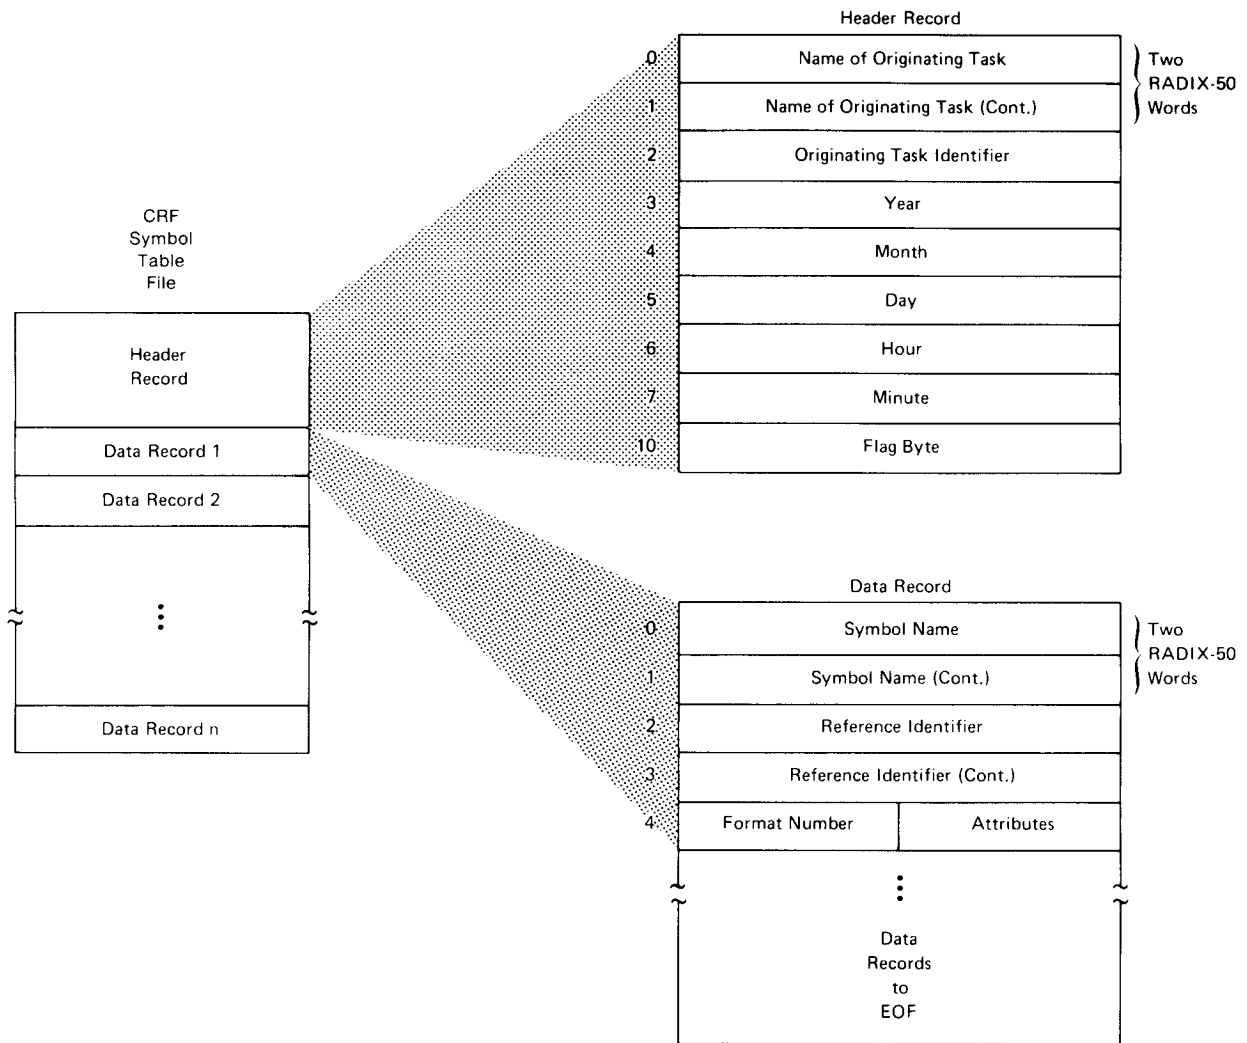 CRF
Symbol
Table
File
Header
Record
Data Record 1
Data Record 2
Data Record n
Header Record
0 Name of Originating Task
1 Name of Originating Task (Cont.)
Two
RADIX-50
Words
2 Originating Task Identifier
3 Year
4 Month
5 Day
6 Hour
7 Minute
10 Flag Byte
Data Record
0 Symbol Name
1 Symbol Name (Cont.)
Two
RADIX-50
Words
2 Reference Identifier
3 Reference Identifier (Cont.)
4 Format Number Attributes
Data
Records
to
EOF